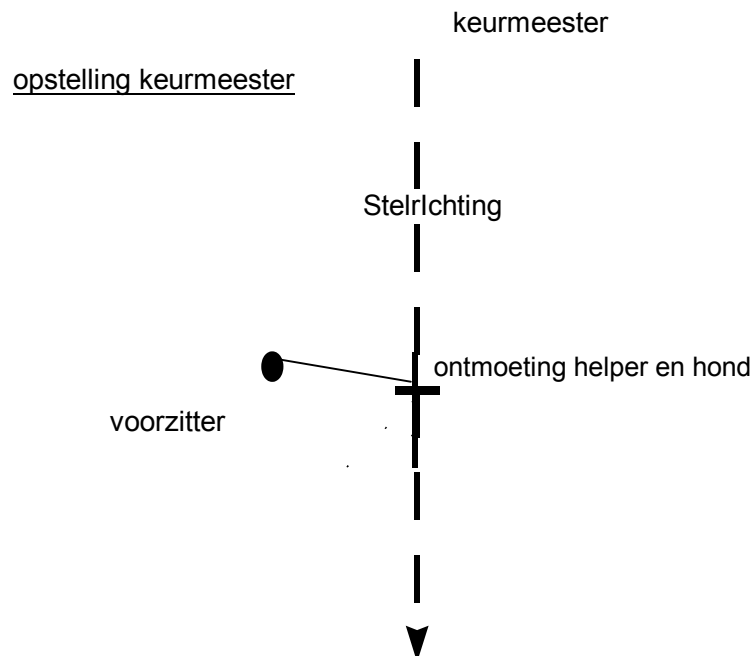 keurmeester
opstelling keurmeester
StelrIchting
ontmoeting helper en hond
voorzitter